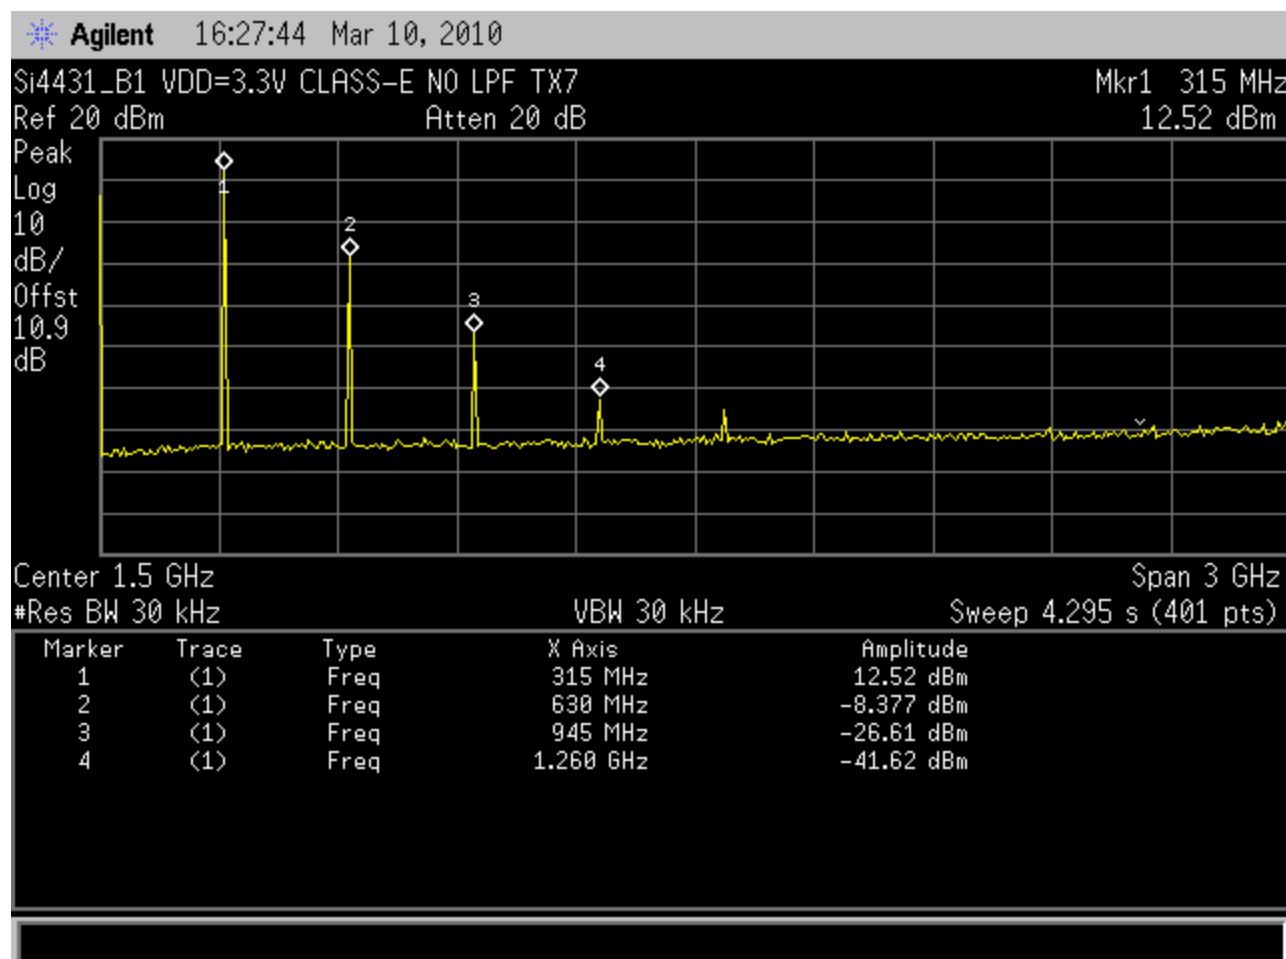 Agilent 16:27:44 Mar 10, 2010
Si4431_B1 VDD=3.3V CLASS-E NO LPF TX7 Mkr1 315 MHz
Ref 20 dBm Atten 20 dB 12.52 dBm
Peak
Log
10
dB/
Offst
10.9
dB
1
2
3
4
Center 1.5 GHz Span 3 GHz
#Res BW 30 kHz VBW 30 kHz Sweep 4.295 s (401 pts)
Marker Trace Type X Axis Amplitude
1 (1) Freq 315 MHz 12.52 dBm
2 (1) Freq 630 MHz -8.377 dBm
3 (1) Freq 945 MHz -26.61 dBm
4 (1) Freq 1.260 GHz -41.62 dBm